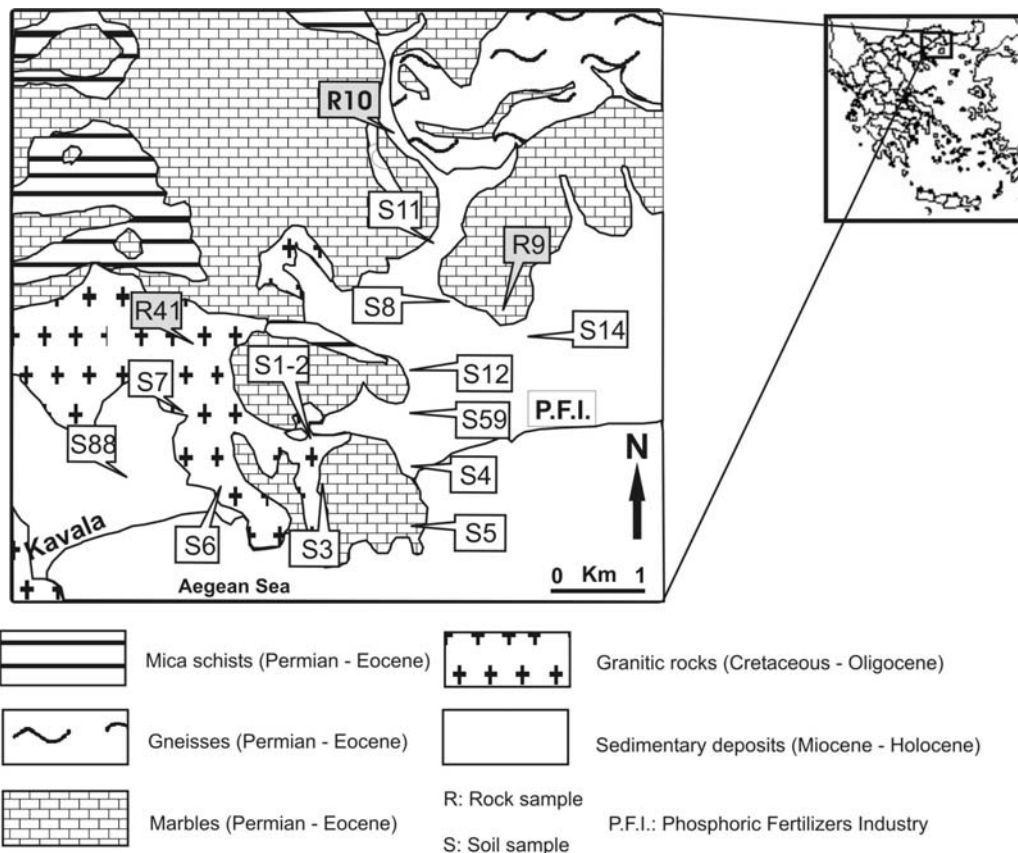 R10
S11
R9
S8
R41
S14
S1-2
S12
S7
S59
P.F.I.
S88
N
S4
Kavala
S6
S3
S5
Aegean Sea
0 Km 1
Mica schists (Permian - Eocene)
Granitic rocks (Cretaceous - Oligocene)
Gneisses (Permian - Eocene)
Sedimentary deposits (Miocene - Holocene)
Marbles (Permian - Eocene)
R: Rock sample
S: Soil sample
P.F.I.: Phosphoric Fertilizers Industry